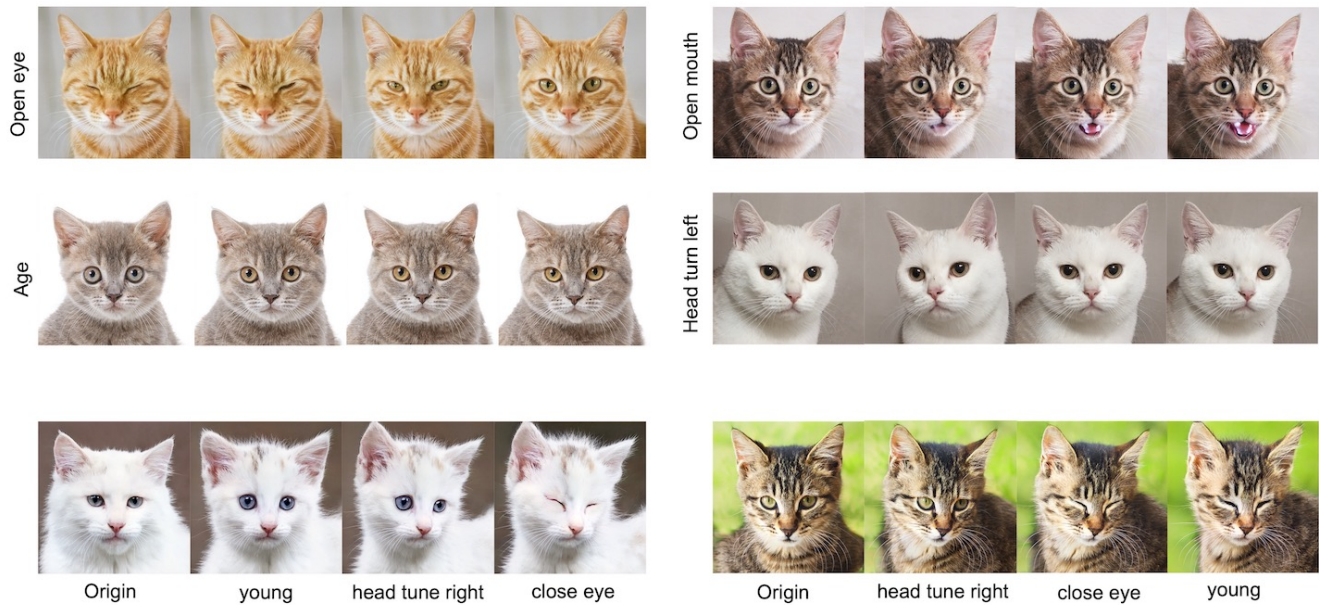 Open eye
Open mouth
Age
Head turn left
Origin
young
head tune right
close eye
Origin
head tune right
close eye
young